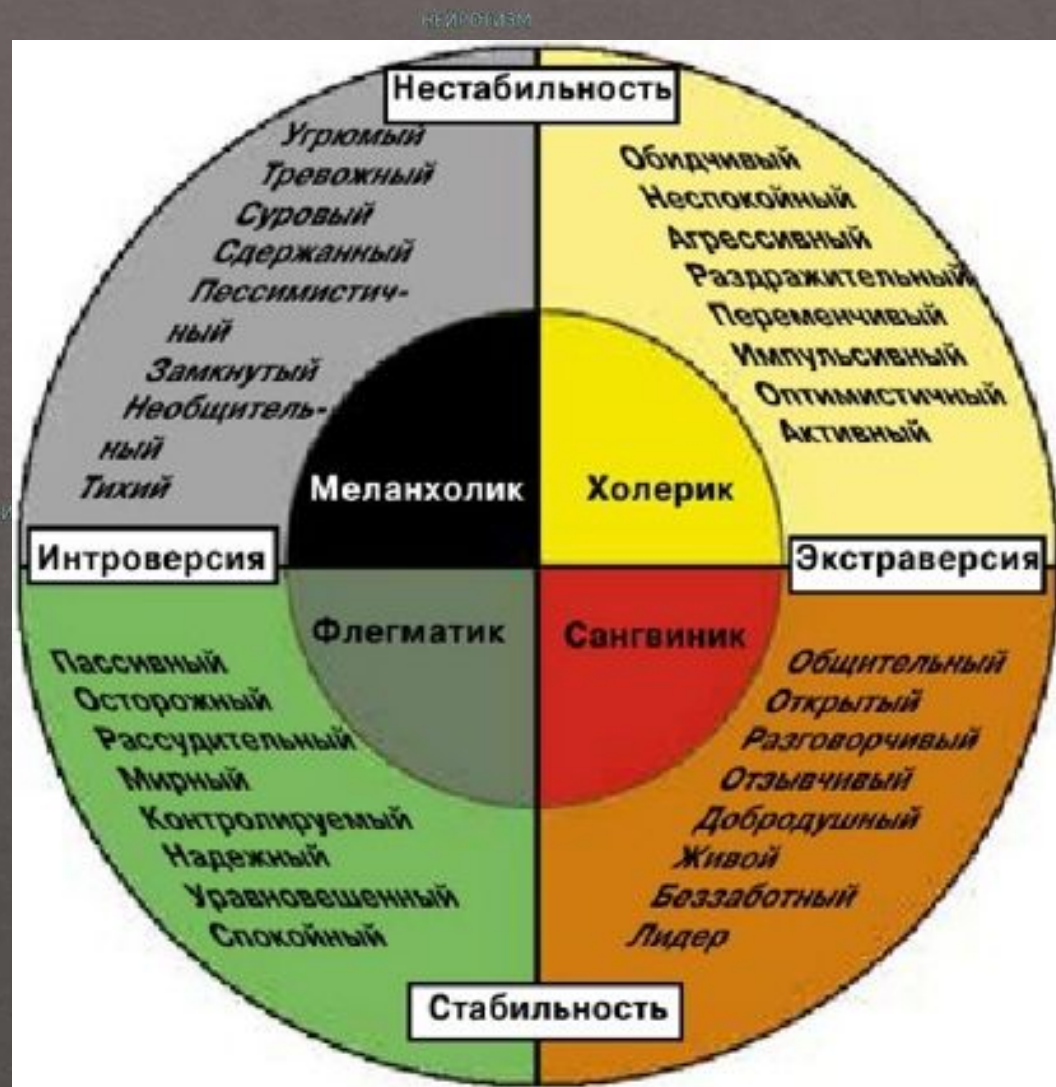 НЕЙРОТИЗМ
Нестабильность
Угрюмый
Тревожный
Суровый
Сдержанный
Пессимистич-
ный
Замкнутый
Необщитель-
ный
Тихий
Обидчивый
Неспокойный
Агрессивный
Раздражительный
Переменчивый
Импульсивный
Оптимистичный
Активный
Меланхолик
Холерик
Интроверсия
Экстраверсия
Флегматик
Сангвиник
Пассивный
Осторожный
Рассудительный
Мирный
Контролируемый
Надежный
Уравновешенный
Спокойный
Общительный
Открытый
Разговорчивый
Отзывчивый
Добродушный
Живой
Беззаботный
Лидер
Стабильность